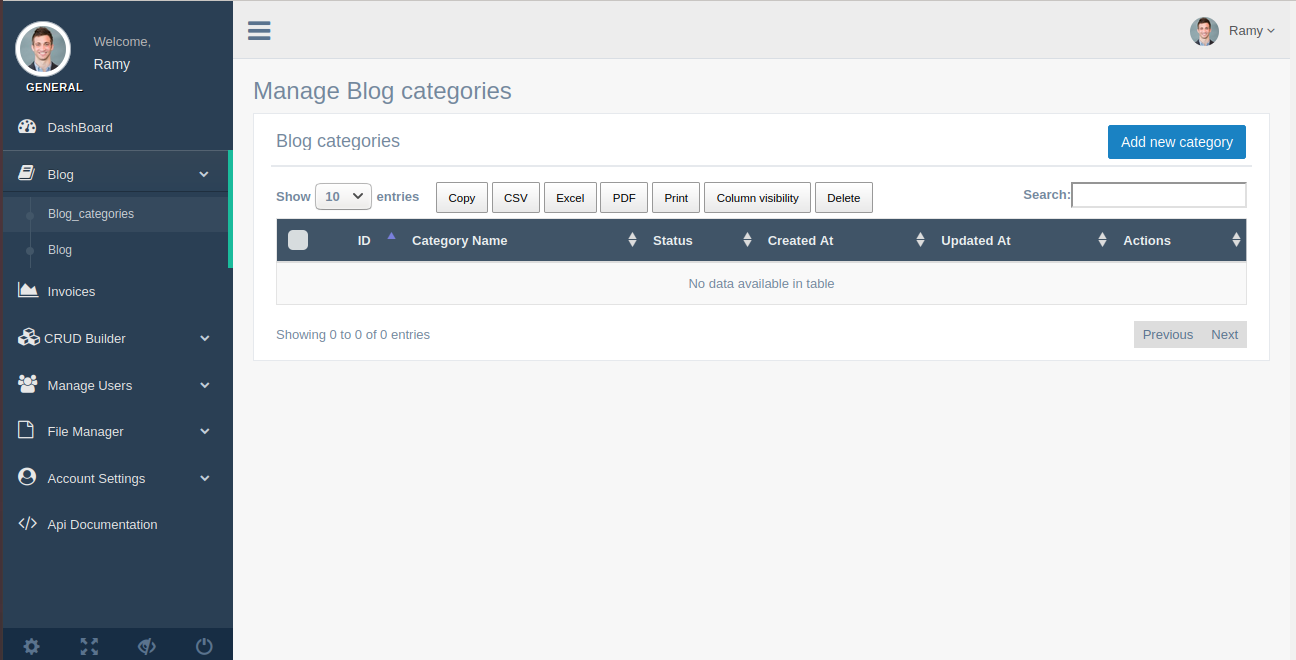 Welcome,
Ramy
GENERAL
DashBoard
Blog
Blog_categories
Blog
Invoices
CRUD Builder
Manage Users
File Manager
Account Settings
Api Documentation
Ramy
Manage Blog categories
Blog categories
Add new category
Show 10 entries Copy CSV Excel PDF Print Column visibility Delete Search:
ID Category Name Status Created At Updated At Actions
No data available in table
Showing 0 to 0 of 0 entries
Previous Next